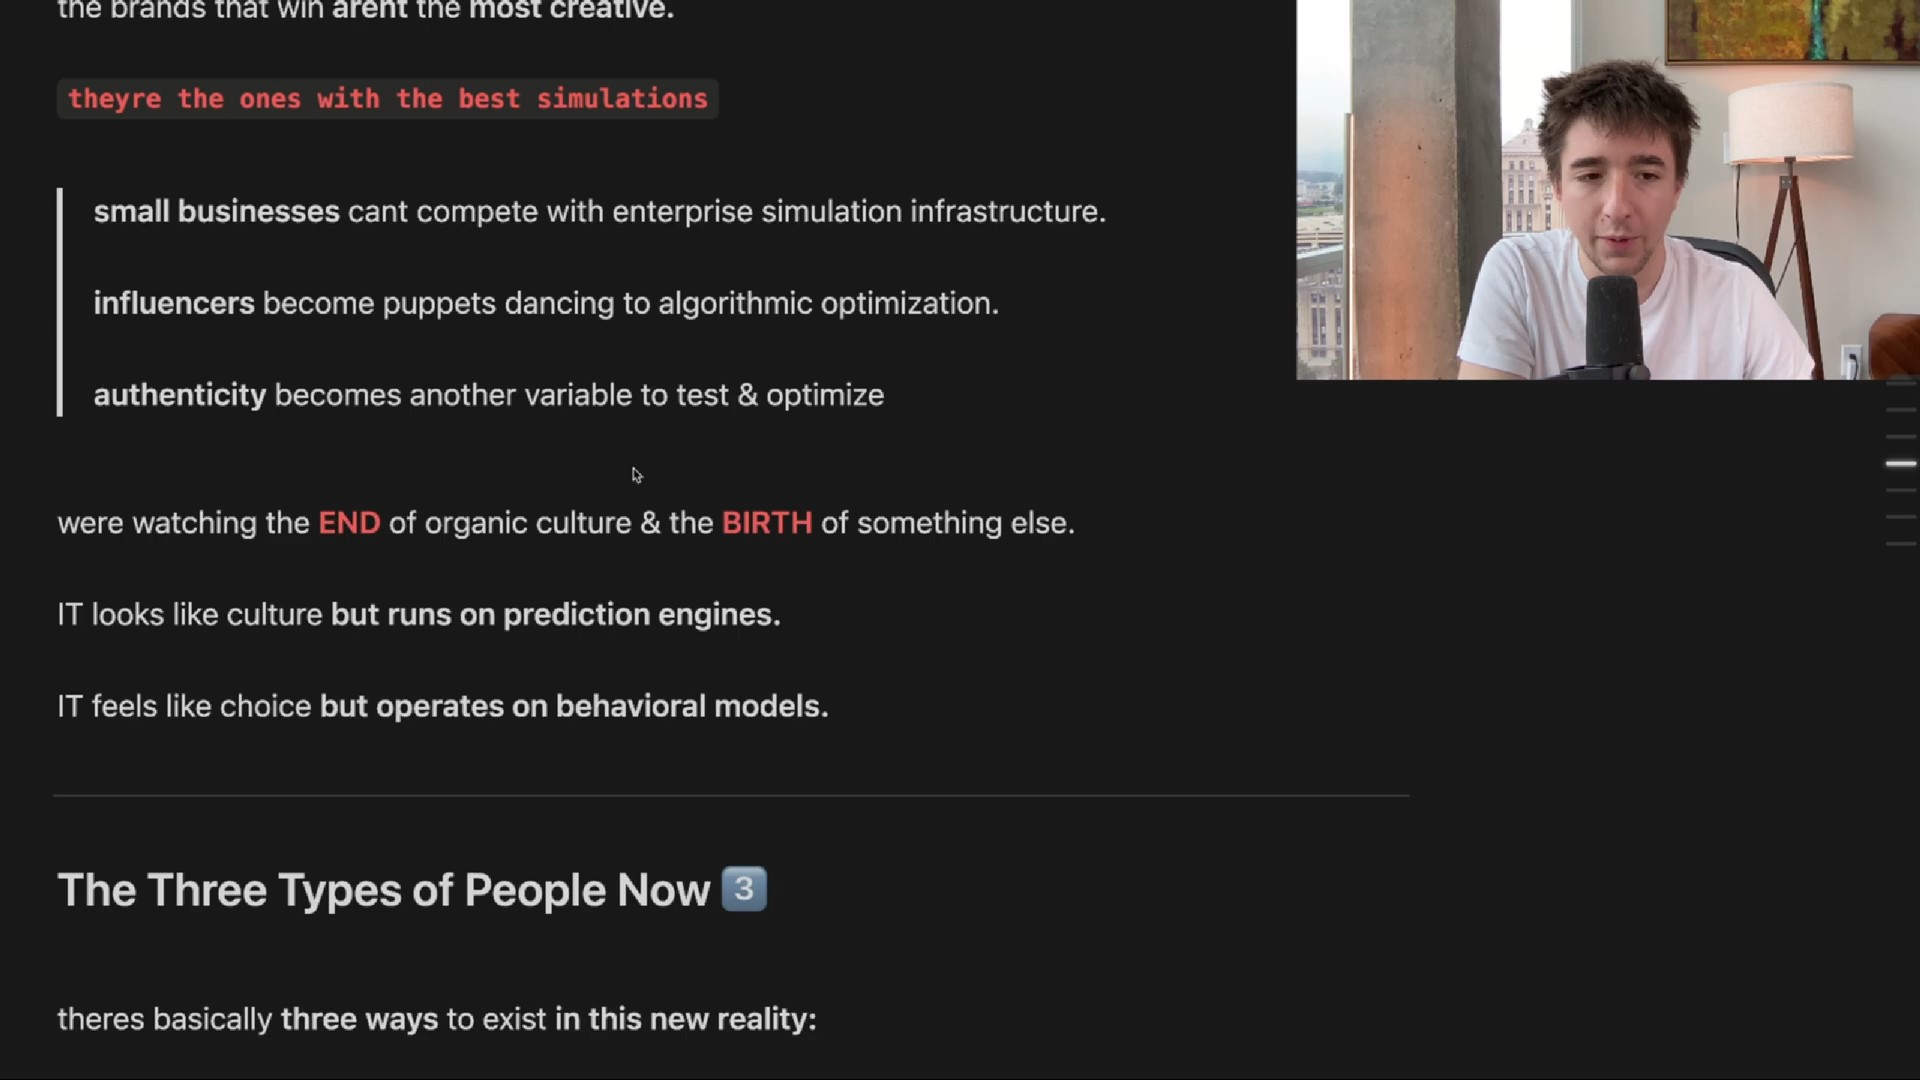 the brands that win arent the most creative.
theyre the ones with the best simulations
small businesses cant compete with enterprise simulation infrastructure.
influencers become puppets dancing to algorithmic optimization.
authenticity becomes another variable to test & optimize
were watching the END of organic culture & the BIRTH of something else.
IT looks like culture but runs on prediction engines.
IT feels like choice but operates on behavioral models.
The Three Types of People Now 3️⃣
theres basically three ways to exist in this new reality: